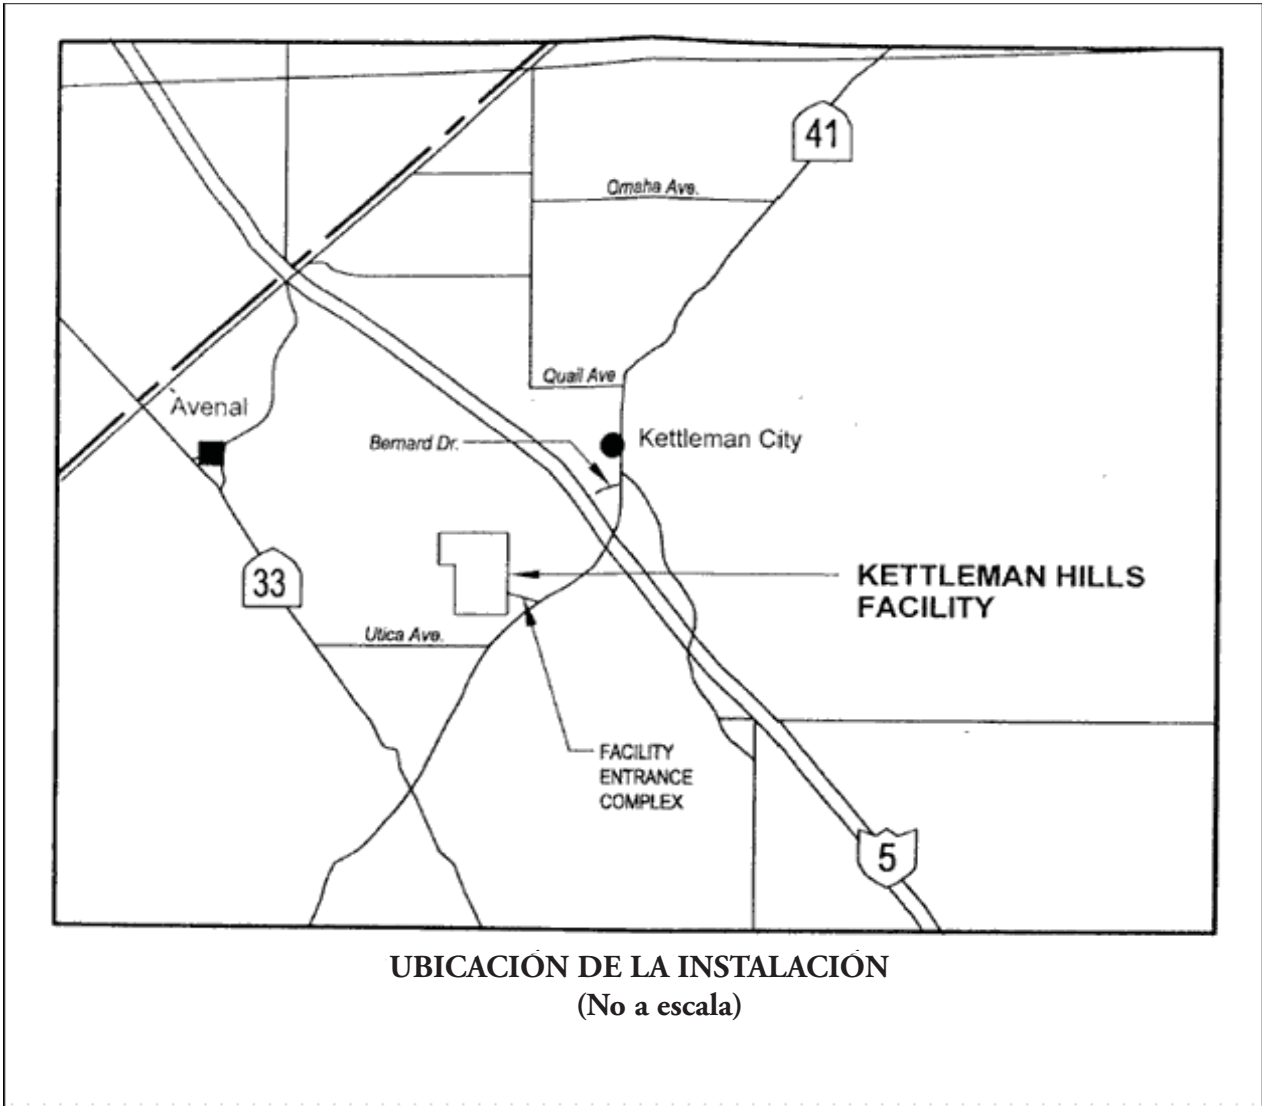 41
Omaha Ave.
Quail Ave
Avenal
Bernard Dr.
Kettleman City
33
KETTLEMAN HILLS
FACILITY
Utica Ave.
FACILITY
ENTRANCE
COMPLEX
5
UBICACIÓN DE LA INSTALACIÓN
(No a escala)